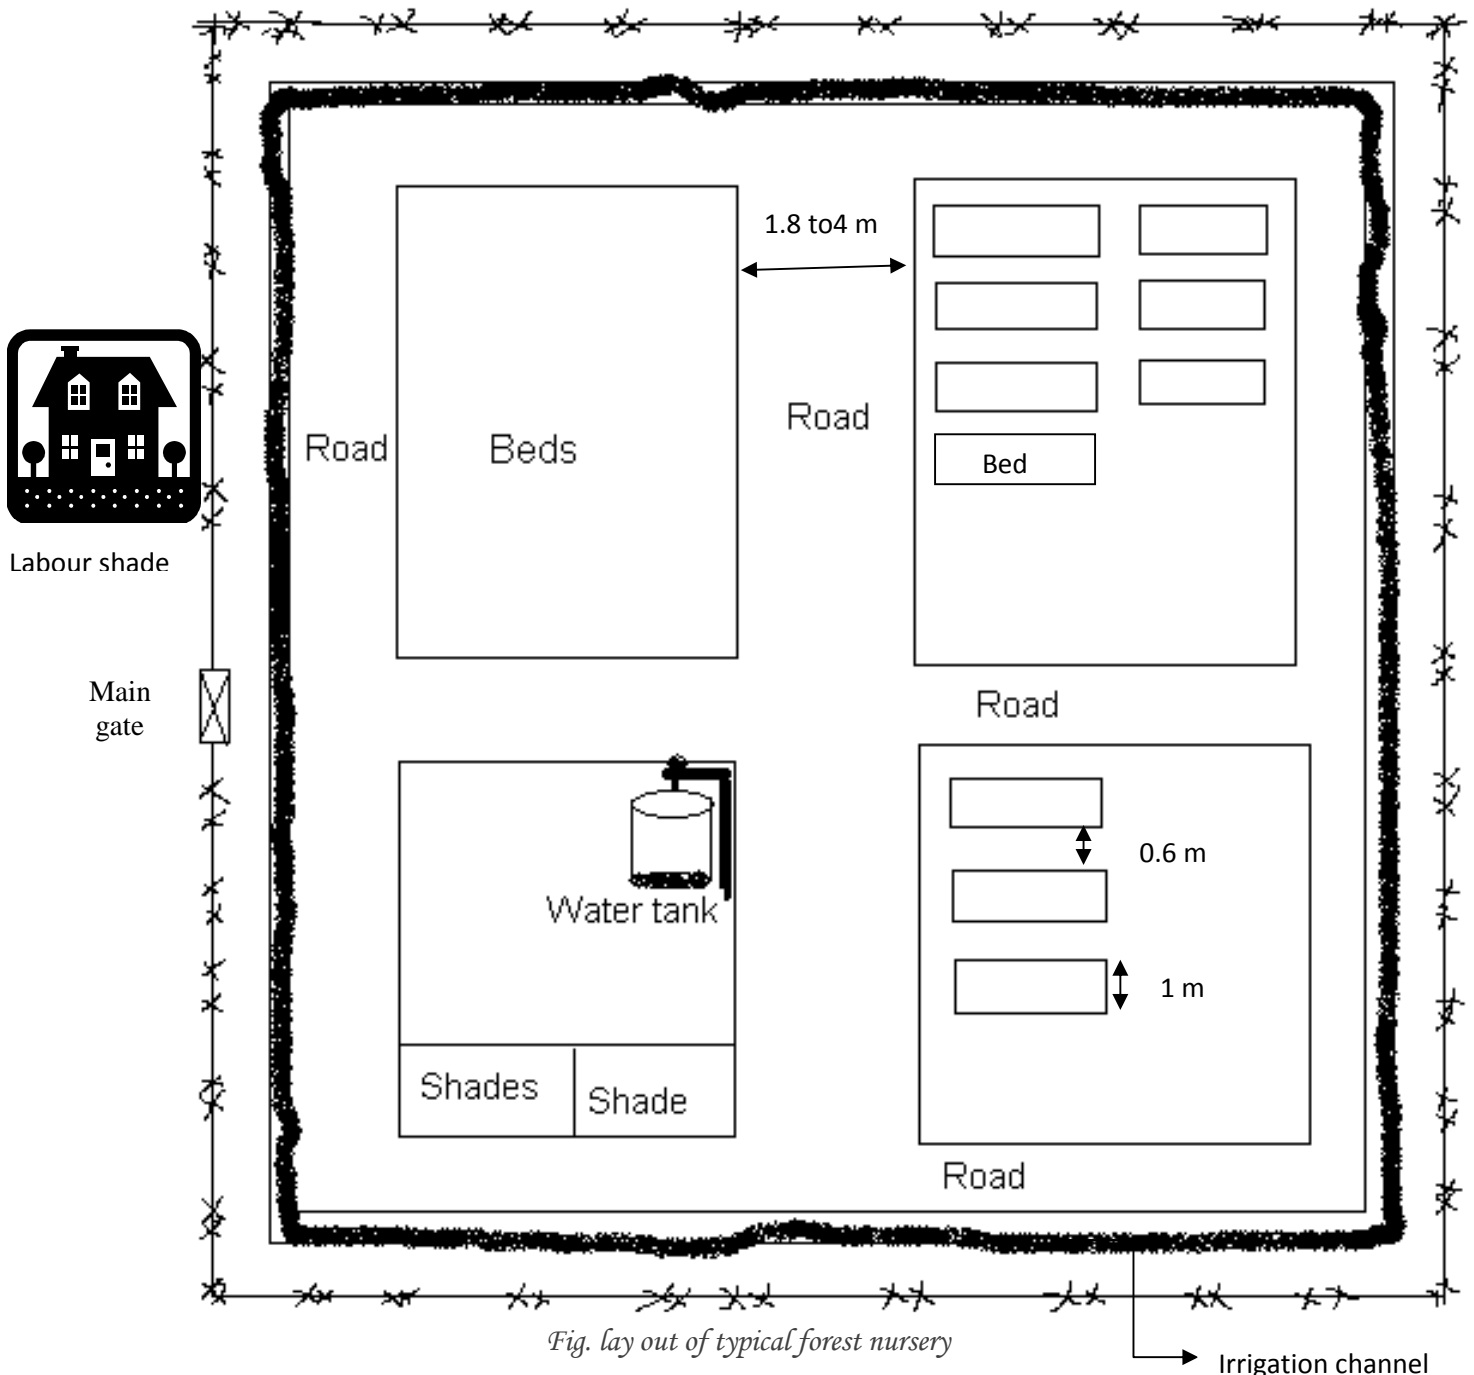 1.8 to4 m
Road
Road
Beds
Bed
Labour shade
Main
gate
Road
0.6 m
Water tank
1 m
Shades
Shade
Road
Fig. lay out of typical forest nursery
Irrigation channel